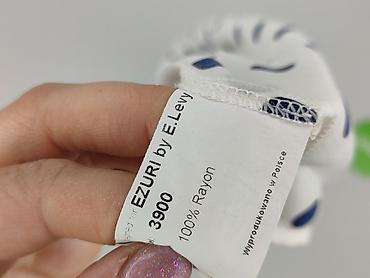 EZURI by E.Levy
3900
100% Rayon
Wyprodukowano w Polsce